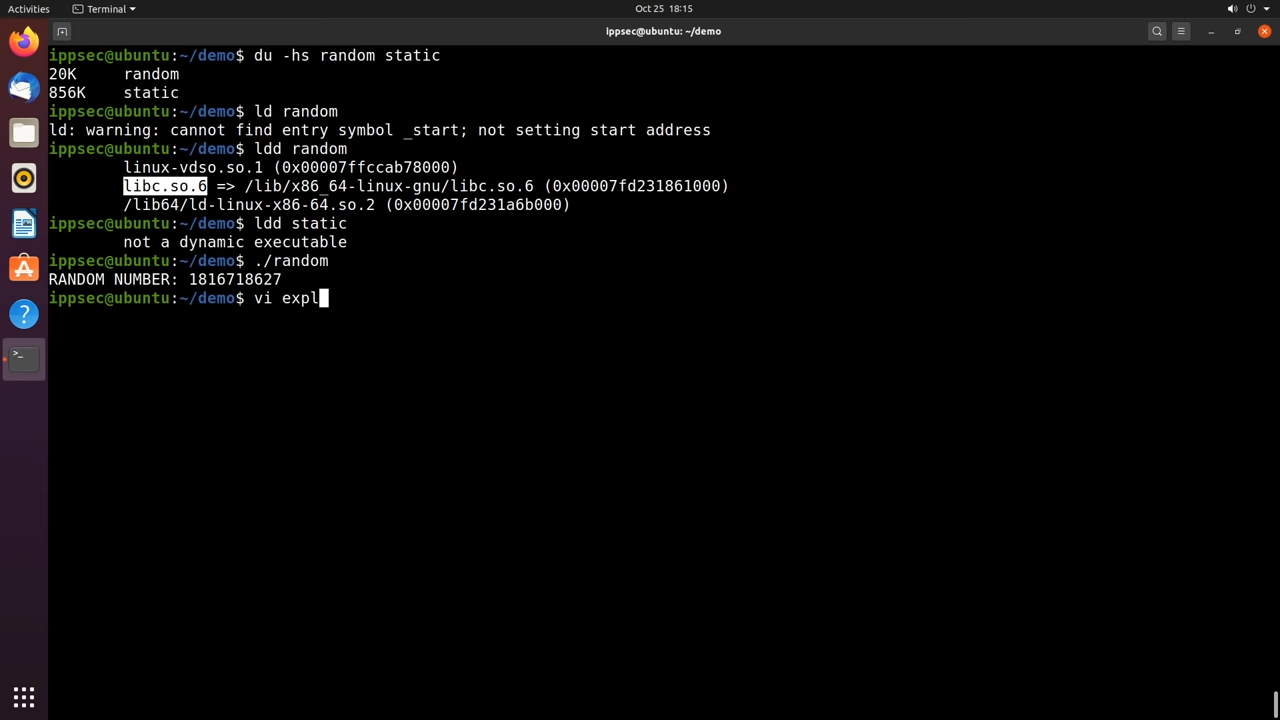 Activities
Terminal
Oct 25 18:15
ippsec@ubuntu: ~/demo
ippsec@ubuntu:~/demo$ du -hs random static
20K random
856K static
ippsec@ubuntu:~/demo$ ld random
ld: warning: cannot find entry symbol _start; not setting start address
ippsec@ubuntu:~/demo$ ldd random
linux-vdso.so.1 (0x00007ffccab78000)
libc.so.6 => /lib/x86_64-linux-gnu/libc.so.6 (0x00007fd231861000)
/lib64/ld-linux-x86-64.so.2 (0x00007fd231a6b000)
ippsec@ubuntu:~/demo$ ldd static
not a dynamic executable
ippsec@ubuntu:~/demo$ ./random
RANDOM NUMBER: 1816718627
ippsec@ubuntu:~/demo$ vi expl